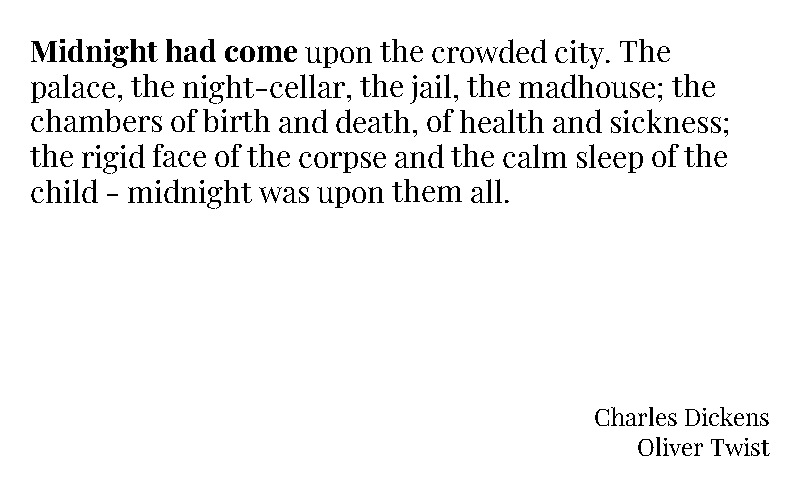 Midnight had come upon the crowded city. The
palace, the night-cellar, the jail, the madhouse; the
chambers of birth and death, of health and sickness;
the rigid face of the corpse and the calm sleep of the
child - midnight was upon them all.
Charles Dickens
Oliver Twist